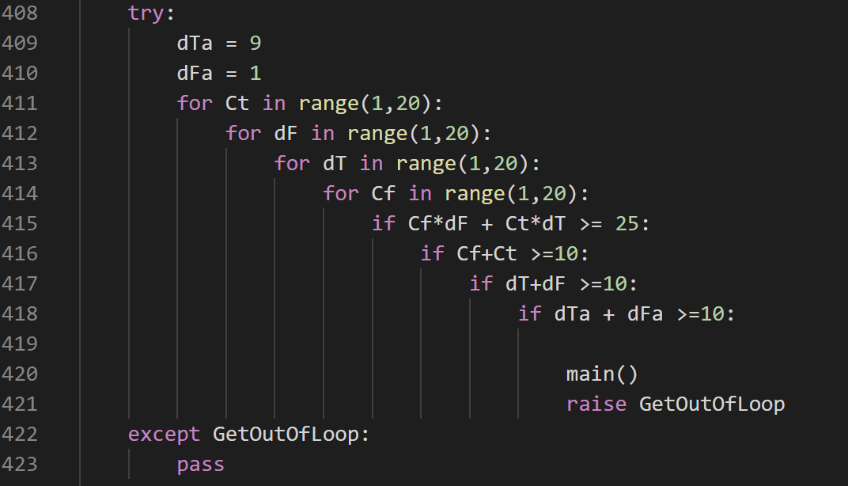 408 try:
409 dTa = 9
410 dFa = 1
411 for Ct in range(1,20):
412 for dF in range(1,20):
413 for dT in range(1,20):
414 for Cf in range(1,20):
415 if Cf*dF + Ct*dT >= 25:
416 if Cf+Ct >=10:
417 if dT+dF >=10:
418 if dTa + dFa >=10:
419
420 main()
421 raise GetOutOfLoop
422 except GetOutOfLoop:
423 pass